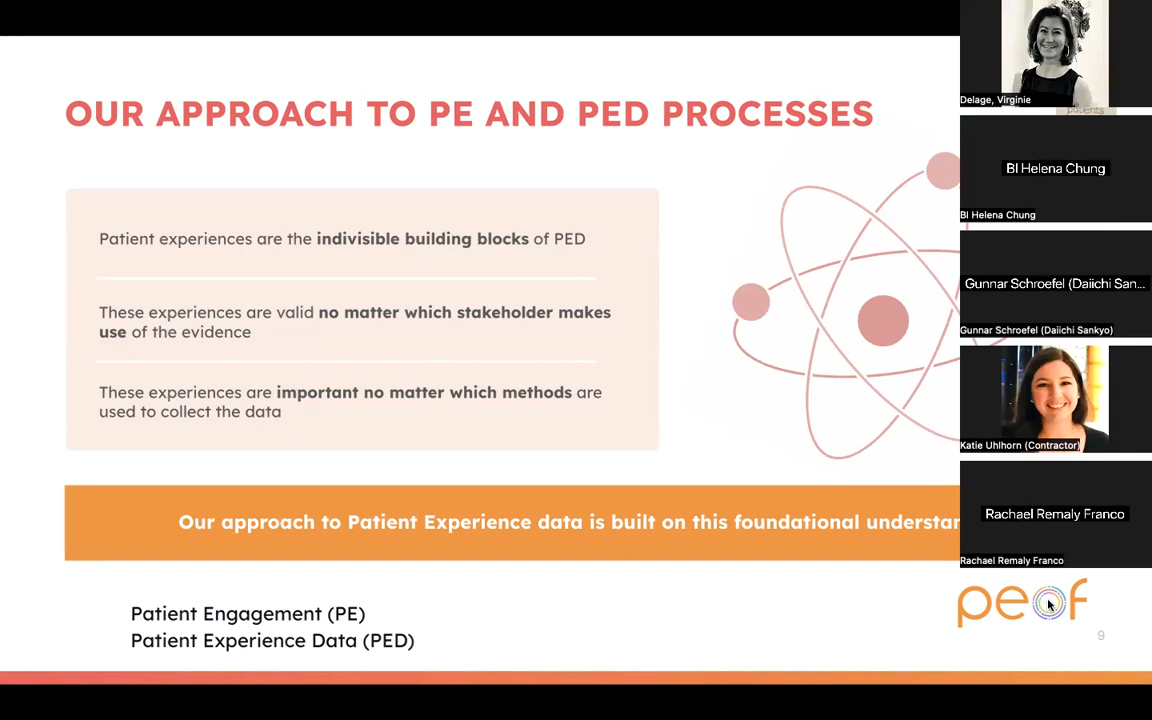 OUR APPROACH TO PE AND PED PROCESSES
Patient experiences are the indivisible building blocks of PED
These experiences are valid no matter which stakeholder makes
use of the evidence
These experiences are important no matter which methods are
used to collect the data
Our approach to Patient Experience data is built on this foundational understan
Patient Engagement (PE)
Patient Experience Data (PED)
peof
9
Delage, Virginie
patients
BI Helena Chung
BI Helena Chung
Gunnar Schroefel (Daiichi San...
Gunnar Schroefel (Daiichi Sankyo)
Katie Uhlhorn (Contractor)
Rachael Remaly Franco
Rachael Remaly Franco